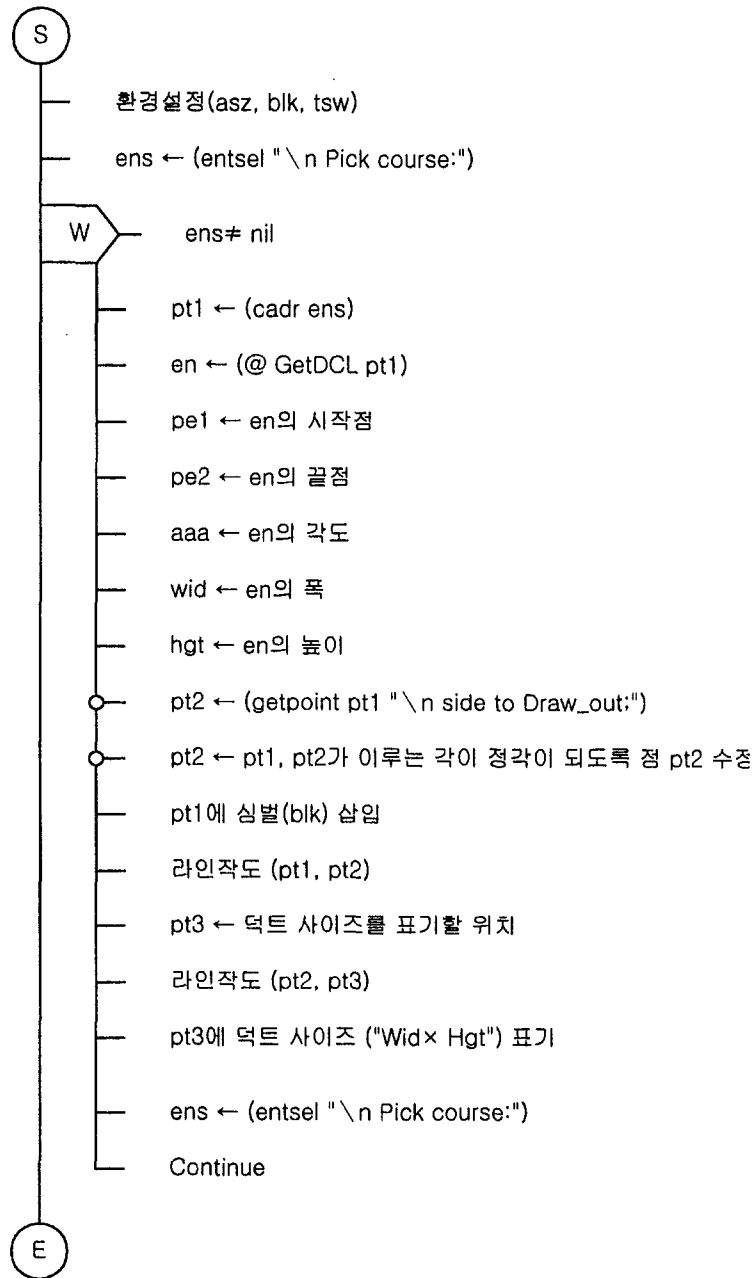 S
환경설정(asz, blk, tsw)
ens ← (entsel "\n Pick course:")
W ens≠ nil
pt1 ← (cadr ens)
en ← (@ GetDCL pt1)
pe1 ← en의 시작점
pe2 ← en의 끝점
aaa ← en의 각도
wid ← en의 폭
hgt ← en의 높이
pt2 ← (getpoint pt1 "\n side to Draw_out:")
pt2 ← pt1, pt2가 이루는 각이 정각이 되도록 점 pt2 수정
pt1에 심벌(blk) 삽입
라인작도 (pt1, pt2)
pt3 ← 덕트 사이즈를 표기할 위치
라인작도 (pt2, pt3)
pt3에 덕트 사이즈 ("Wid× Hgt") 표기
ens ← (entsel "\n Pick course:")
Continue
E